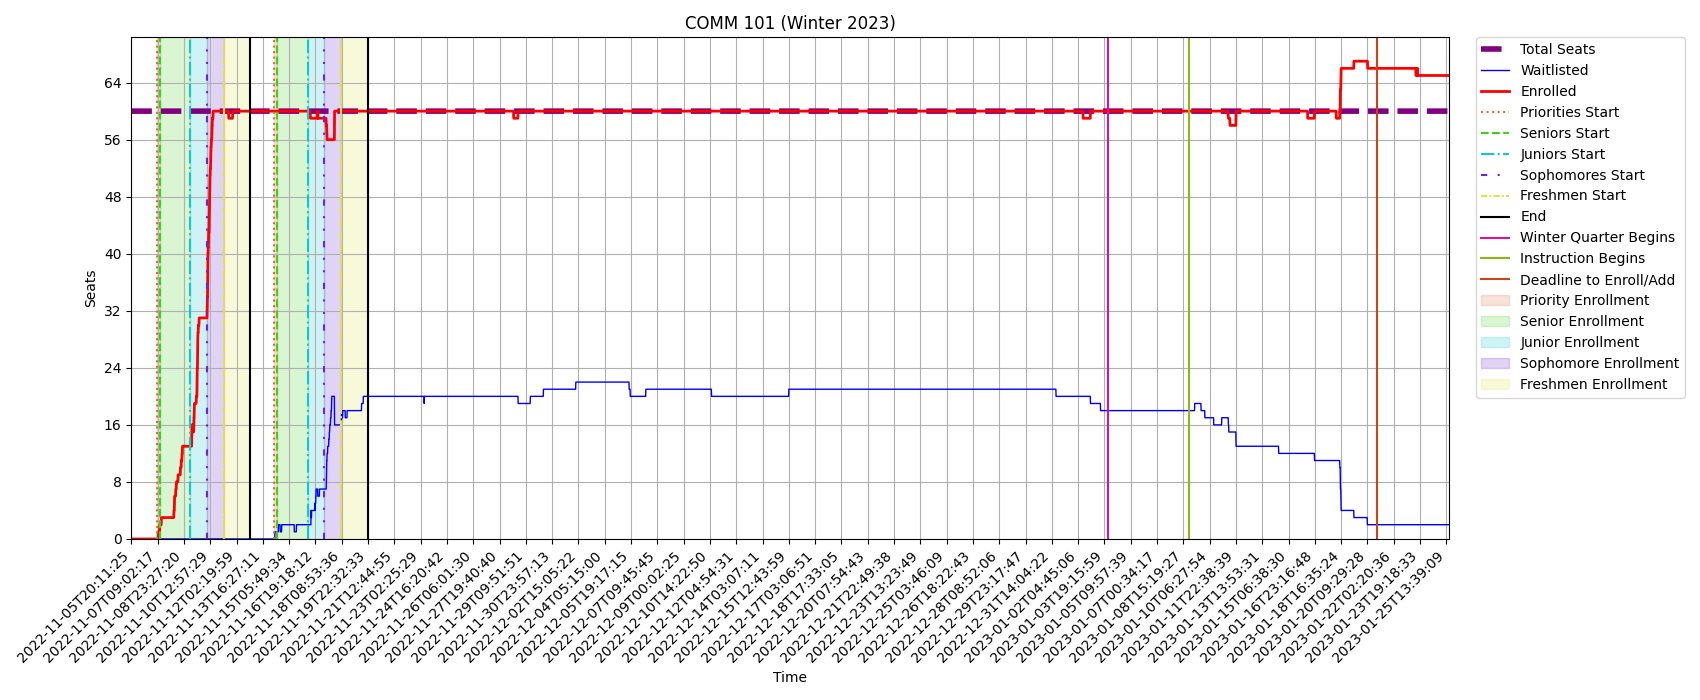 COMM 101 (Winter 2023)
Seats
64
56
48
40
32
24
16
8
0
2022-11-05T20:11:25
2022-11-07T09:02:17
2022-11-08T23:27:20
2022-11-10T12:57:29
2022-11-12T02:19:59
2022-11-13T16:27:11
2022-11-15T05:49:34
2022-11-16T19:18:12
2022-11-18T08:53:36
2022-11-19T22:32:33
2022-11-21T12:44:55
2022-11-23T02:25:29
2022-11-24T16:20:42
2022-11-26T06:01:30
2022-11-27T19:40:40
2022-11-29T09:51:51
2022-11-30T23:57:13
2022-12-02T15:05:22
2022-12-04T05:15:00
2022-12-05T19:17:15
2022-12-07T09:45:45
2022-12-09T00:02:25
2022-12-10T14:22:50
2022-12-12T04:54:31
2022-12-14T03:07:11
2022-12-15T12:43:59
2022-12-17T03:06:51
2022-12-18T17:33:05
2022-12-20T07:54:43
2022-12-21T22:49:38
2022-12-23T13:23:49
2022-12-25T03:46:09
2022-12-26T18:22:43
2022-12-28T08:52:06
2022-12-29T23:17:47
2022-12-31T14:04:22
2023-01-02T04:45:06
2023-01-03T19:15:59
2023-01-05T09:57:39
2023-01-07T00:34:17
2023-01-08T15:19:27
2023-01-10T06:27:54
2023-01-11T22:38:39
2023-01-13T13:53:31
2023-01-15T06:38:30
2023-01-16T23:16:48
2023-01-18T16:35:24
2023-01-20T09:29:28
2023-01-22T02:20:36
2023-01-23T19:18:33
2023-01-25T13:39:09
Time
Total Seats
Waitlisted
Enrolled
Priorities Start
Seniors Start
Juniors Start
Sophomores Start
Freshmen Start
End
Winter Quarter Begins
Instruction Begins
Deadline to Enroll/Add
Priority Enrollment
Senior Enrollment
Junior Enrollment
Sophomore Enrollment
Freshmen Enrollment